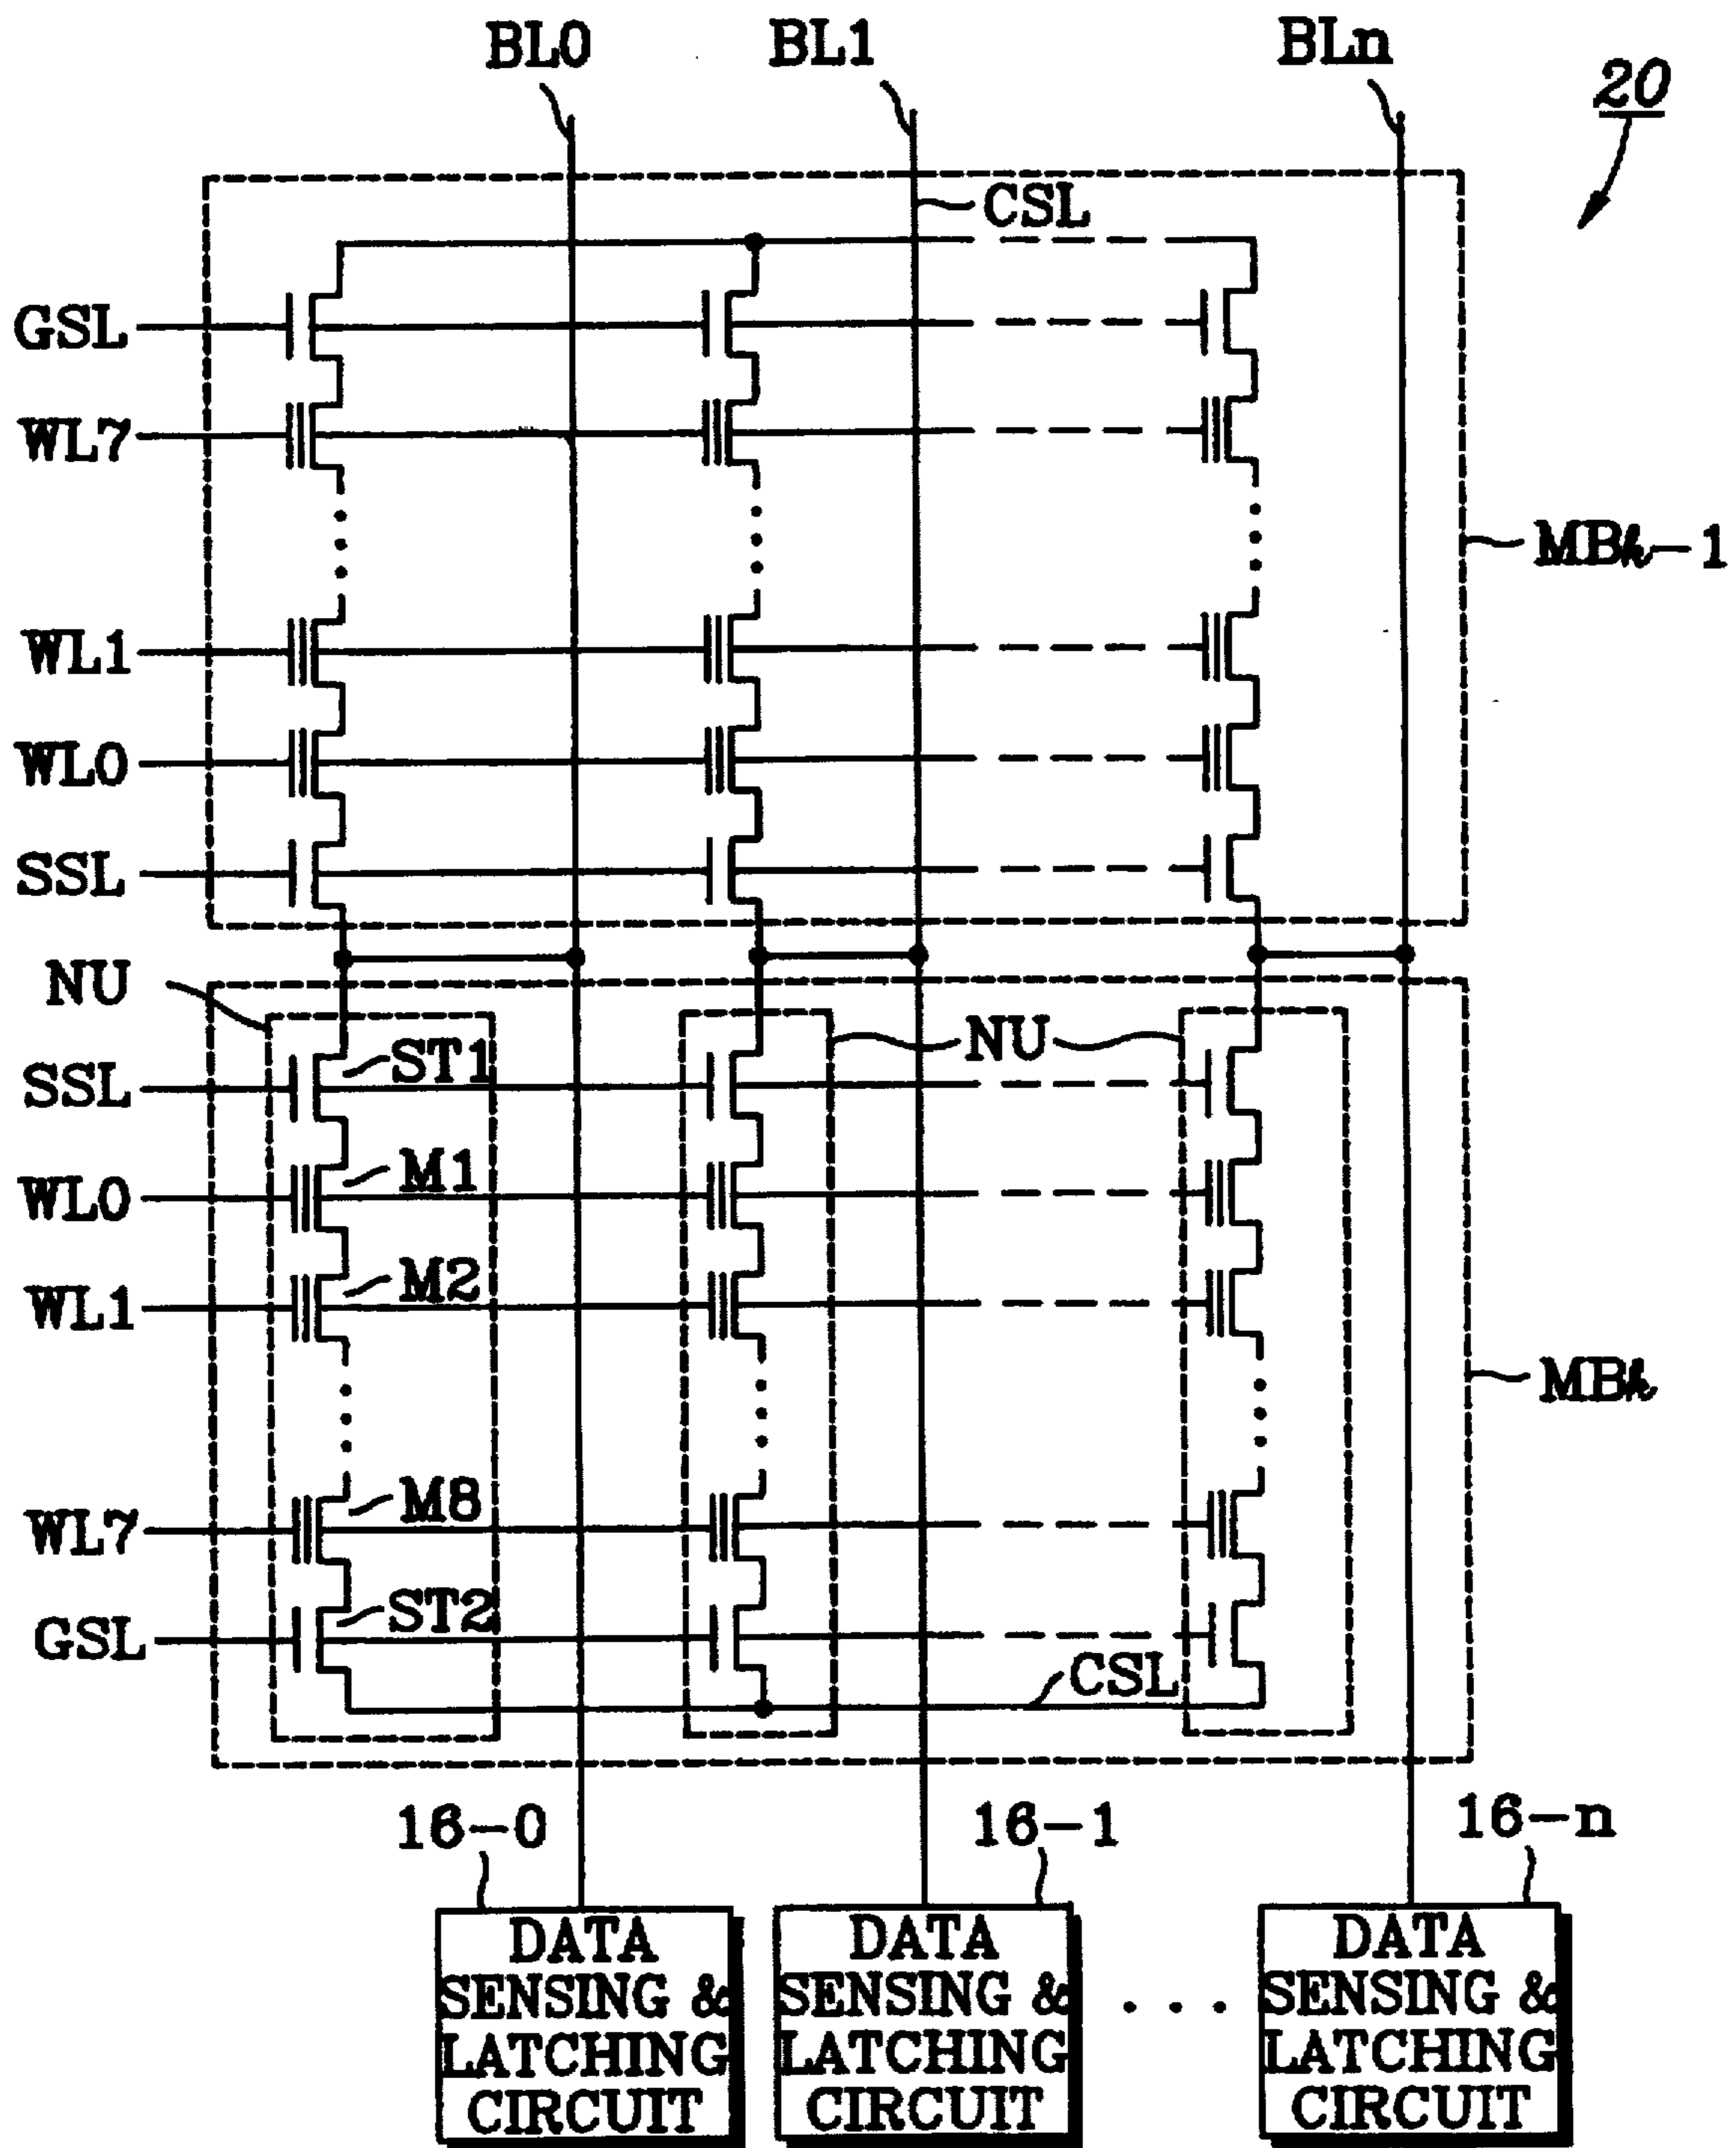 BL0
BL1
BLn
20
CSL
GSL
WL7
MBk-1
WL1
WL0
SSL
NU
SSL
ST1
NU
WL0
M1
WL1
M2
MBk
WL7
M8
GSL
ST2
CSL
16-0
16-1
16-n
DATA
SENSING &
LATCHING
CIRCUIT
DATA
SENSING &
LATCHING
CIRCUIT
. . .
DATA
SENSING &
LATCHING
CIRCUIT